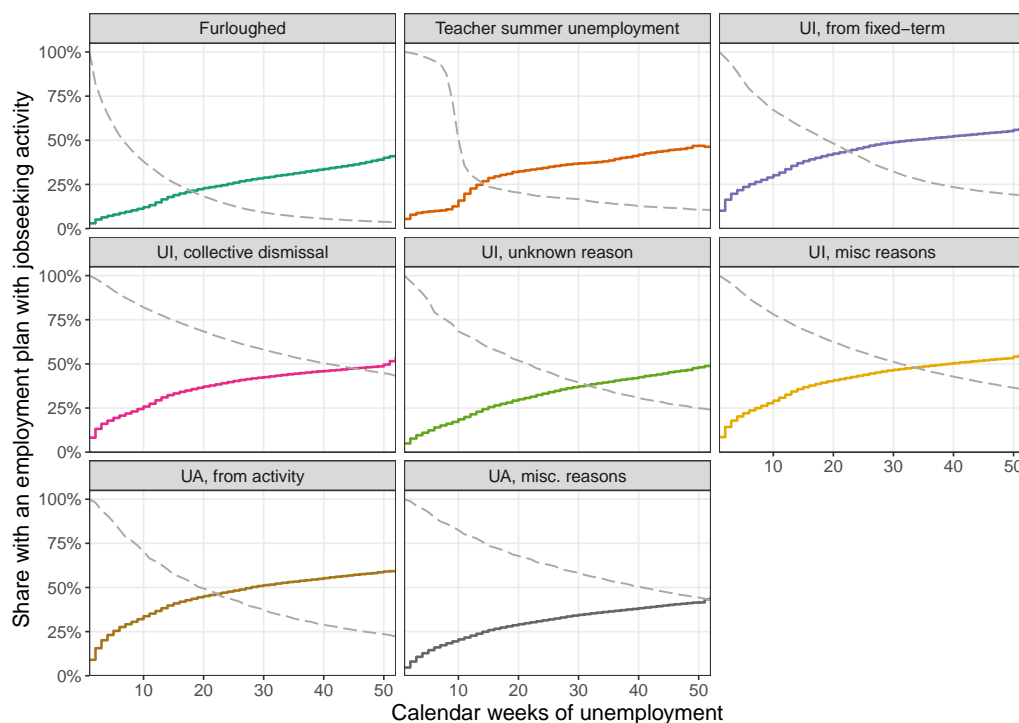 Furloughed
Teacher summer unemployment
UI, from fixed−term
100%
75%
50%
25%
0%
UI, collective dismissal
UI, unknown reason
UI, misc reasons
100%
75%
50%
25%
0%
10 20 30 40 50
UA, from activity
UA, misc. reasons
100%
75%
50%
25%
0%
10 20 30 40 50
10 20 30 40 50
Calendar weeks of unemployment
Share with an employment plan with jobseeking activity